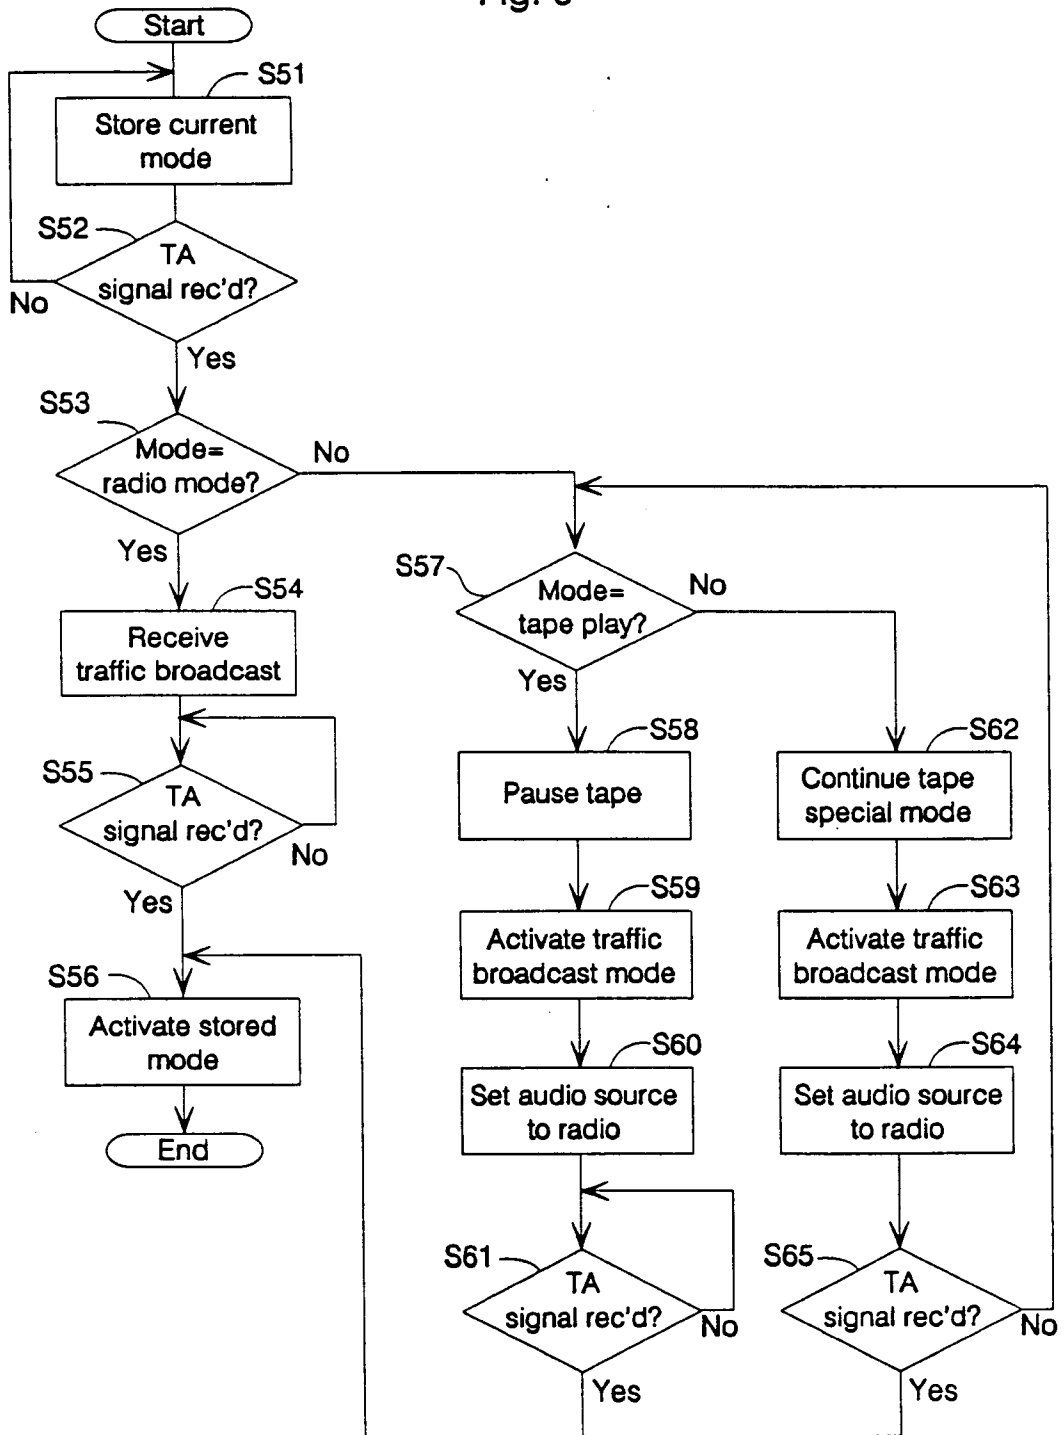 Start
S51
Store current
mode
S52
TA
signal rec'd?
No
Yes
S53
Mode=
radio mode?
No
Yes
S54
Receive
traffic broadcast
S55
TA
signal rec'd?
No
Yes
S56
Activate stored
mode
End
S57
Mode=
tape play?
No
Yes
S58
Pause tape
S59
Activate traffic
broadcast mode
S60
Set audio source
to radio
S61
TA
signal rec'd?
No
Yes
S62
Continue tape
special mode
S63
Activate traffic
broadcast mode
S64
Set audio source
to radio
S65
TA
signal rec'd?
No
Yes